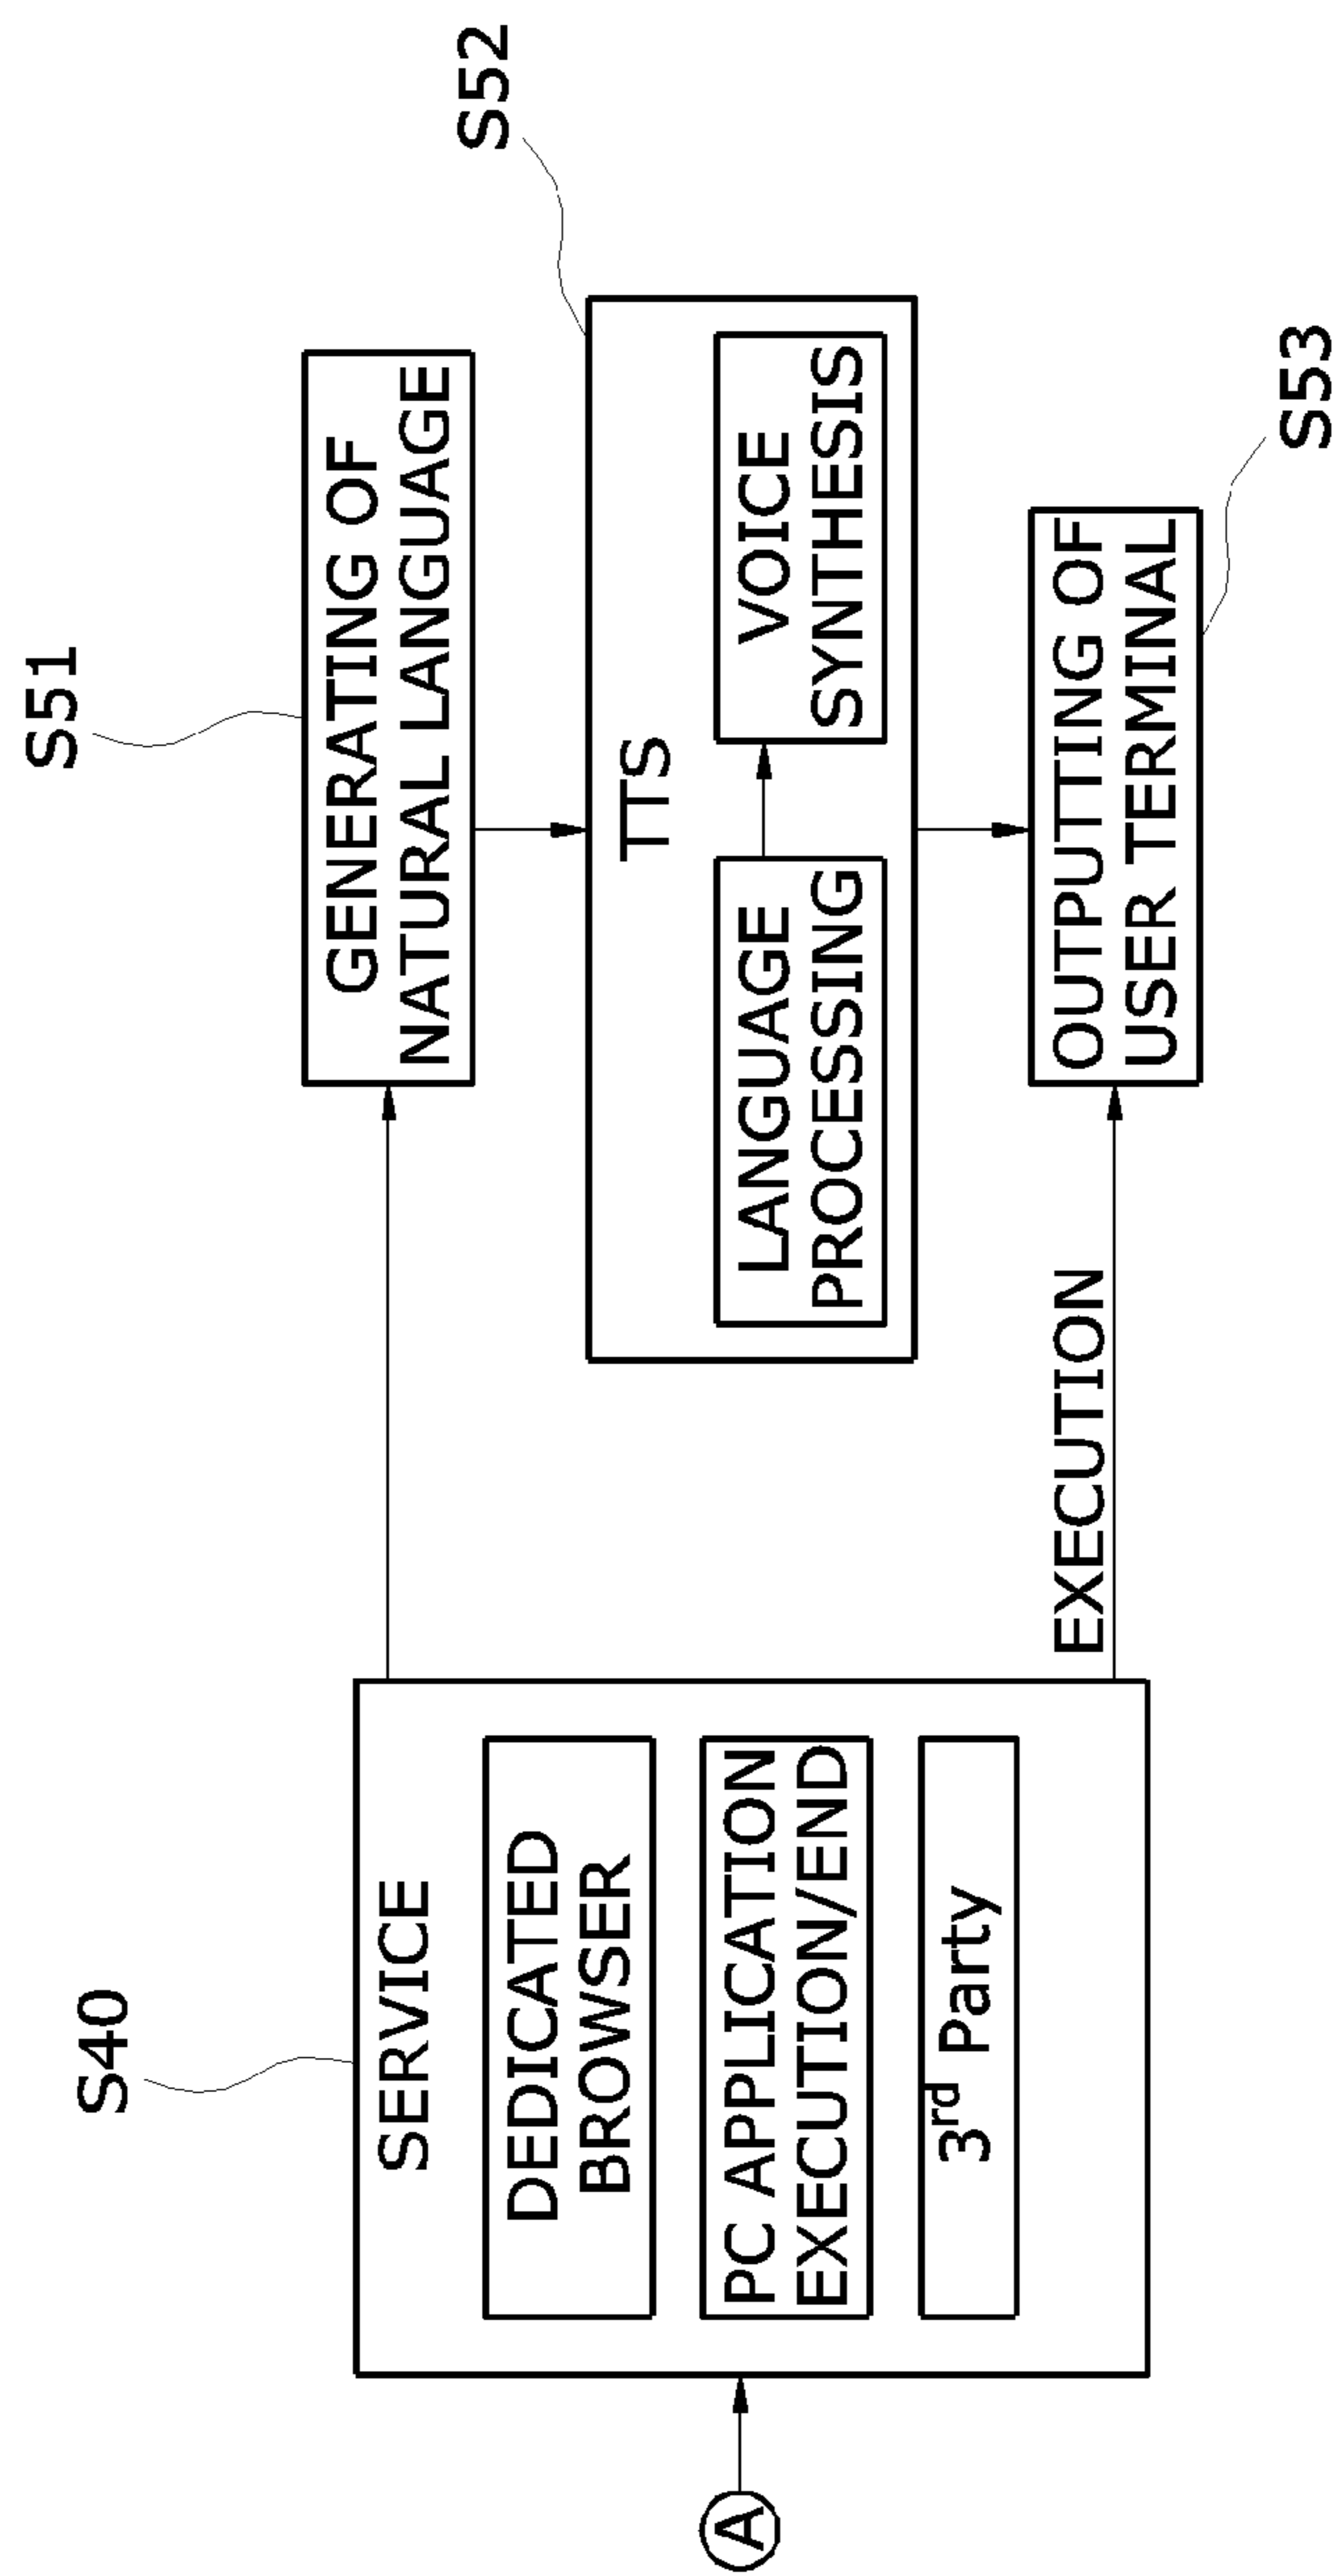 A
S40
SERVICE
DEDICATED
BROWSER
PC APPLICATION
EXECUTION/END
3rd Party
EXECUTION
S51
GENERATING OF
NATURAL LANGUAGE
S52
TTS
LANGUAGE
PROCESSING
VOICE
SYNTHESIS
OUTPUTTING OF
USER TERMINAL
S53